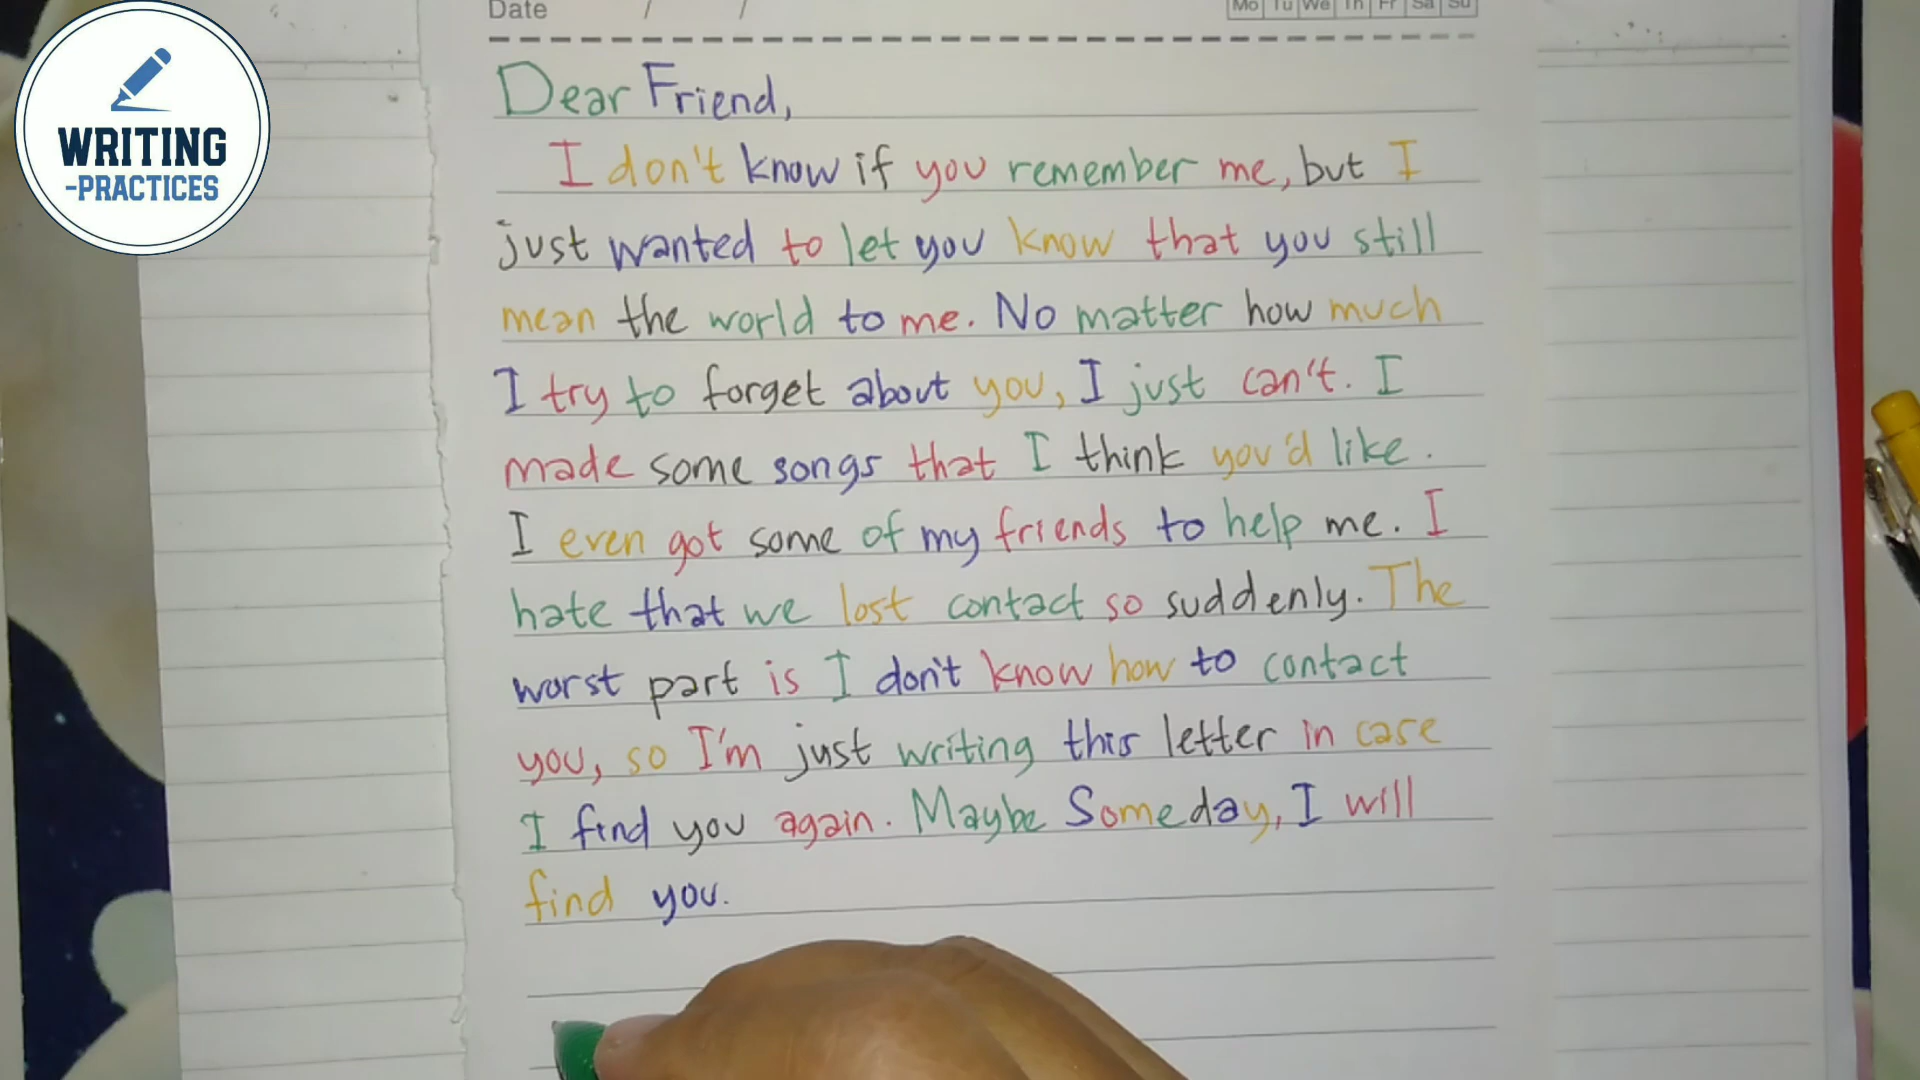 WRITING
-PRACTICES
Date / /
Mo Tu We Th Fr Sa Su
Dear Friend,
I don't know if you remember me, but I
just wanted to let you know that you still
mean the world to me. No matter how much
I try to forget about you, I just can't. I
made some songs that I think you'd like.
I even got some of my friends to help me. I
hate that we lost contact so suddenly. The
worst part is I don't know how to contact
you, so I'm just writing this letter in case
I find you again. Maybe Someday, I will
find you.